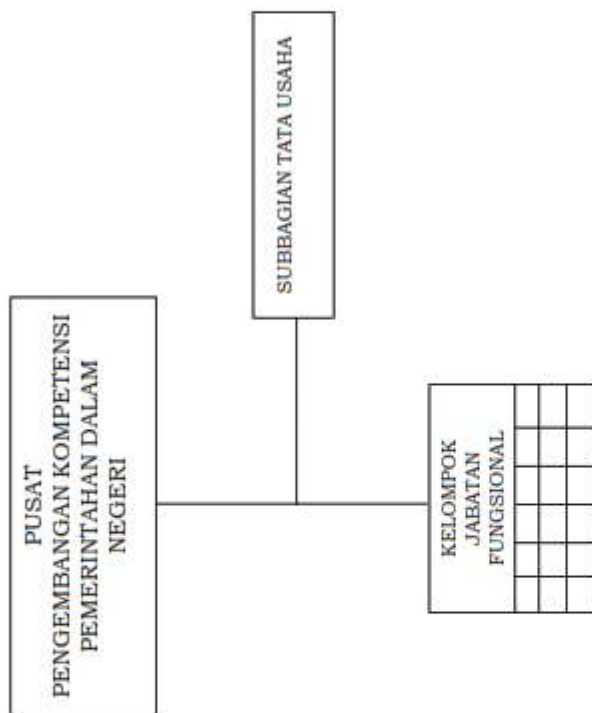 PUSAT
PENGEMBANGAN KOMPETENSI
PEMERINTAHAN DALAM
NEGERI
SUBBAGIAN TATA USAHA
KELOMPOK
JABATAN
FUNGSIONAL